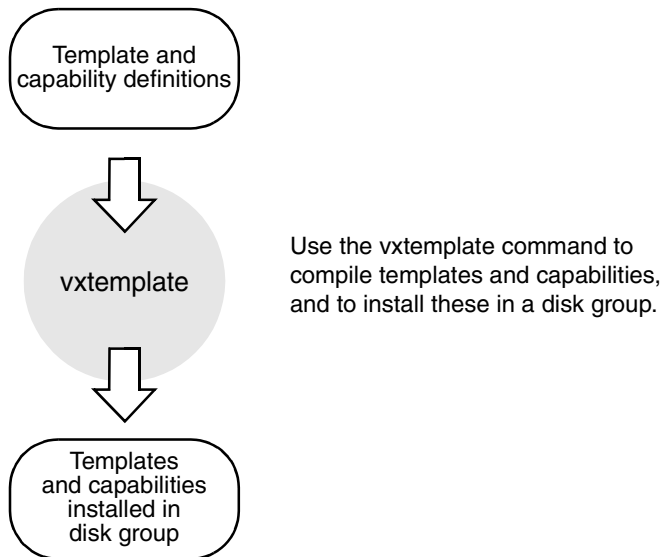 Template and
capability definitions
vxtemplate
Use the vxtemplate command to
compile templates and capabilities,
and to install these in a disk group.
Templates
and capabilities
installed in
disk group